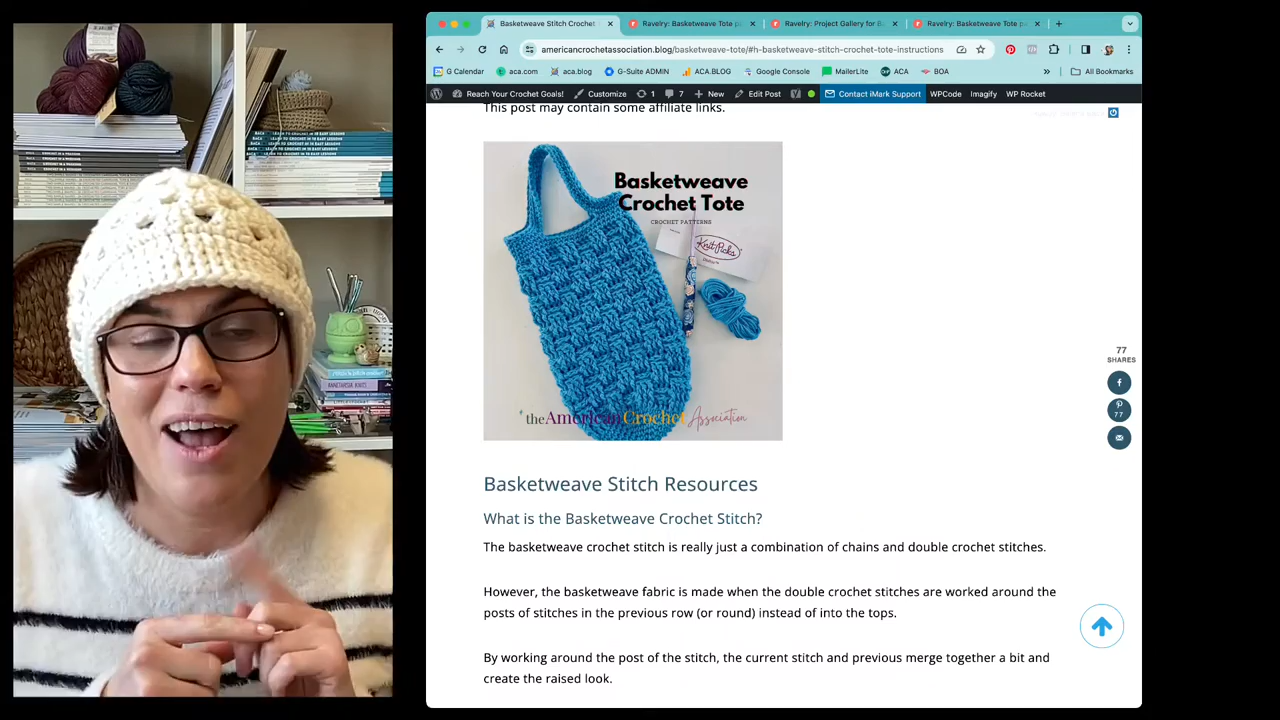 Basketweave Stitch Crochet
Ravelry: Basketweave Tote pa
Ravelry: Project Gallery for Ba
Ravelry: Basketweave Tote pa
americancrochetassociation.blog/basketweave-tote/#h-basketweave-stitch-crochet-tote-instructions
G Calendar
aca.com
aca.blog
G-Suite ADMIN
ACA.BLOG
Google Console
MailerLite
ACA
BOA
All Bookmarks
Reach Your Crochet Goals!
Customize
1
7
New
Edit Post
Contact iMark Support
WPCode
Imagify
WP Rocket
This post may contain some affiliate links.
Basketweave
Crochet Tote
CROCHET PATTERNS
Knit Picks
theAmerican Crochet Association
77
SHARES
77
Basketweave Stitch Resources
What is the Basketweave Crochet Stitch?
The basketweave crochet stitch is really just a combination of chains and double crochet stitches.
However, the basketweave fabric is made when the double crochet stitches are worked around the
posts of stitches in the previous row (or round) instead of into the tops.
By working around the post of the stitch, the current stitch and previous merge together a bit and
create the raised look.